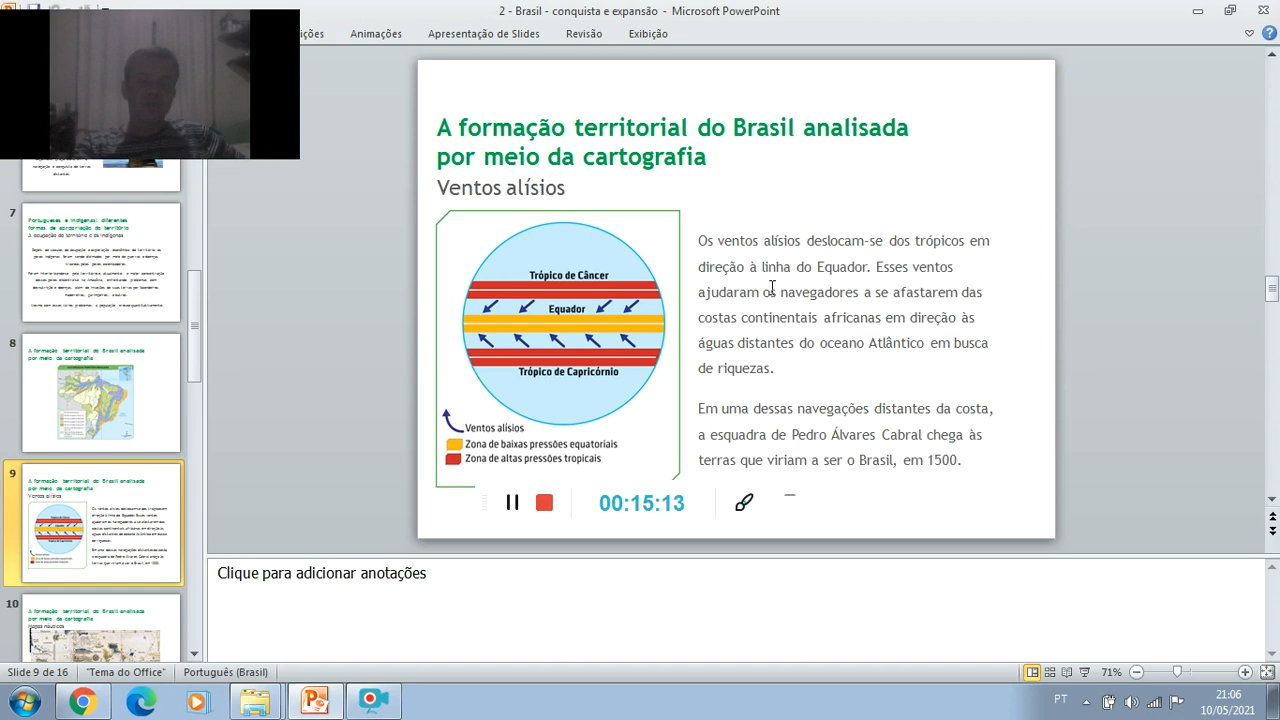 2 - Brasil – conquista e expansão - Microsoft Powerpoint
ições Animações Apresentação de Slides Revisão Exibição
7
Portugueses e indígenas: diferentes
formas de apropriação do território
A ocupação do território e os indígenas
8
A formação territorial do Brasil analisada
por meio da cartografia
9
A formação territorial do Brasil analisada
por meio da cartografia
Ventos alísios
10
A formação territorial do Brasil analisada
por meio da cartografia
Mapas náuticos
A formação territorial do Brasil analisada
por meio da cartografia
Ventos alísios
Trópico de Câncer
Equador
Trópico de Capricórnio
Ventos alísios
Zona de baixas pressões equatoriais
Zona de altas pressões tropicais
Os ventos alísios deslocam-se dos trópicos em
direção à linha do Equador. Esses ventos
ajudaram os navegadores a se afastarem das
costas continentais africanas em direção às
águas distantes do oceano Atlântico em busca
de riquezas.
Em uma dessas navegações distantes da costa,
a esquadra de Pedro Álvares Cabral chega às
terras que viriam a ser o Brasil, em 1500.
00:15:13
Clique para adicionar anotações
Slide 9 de 16 "Tema do Office" Português (Brasil) 71%
PT 21:06
10/05/2021